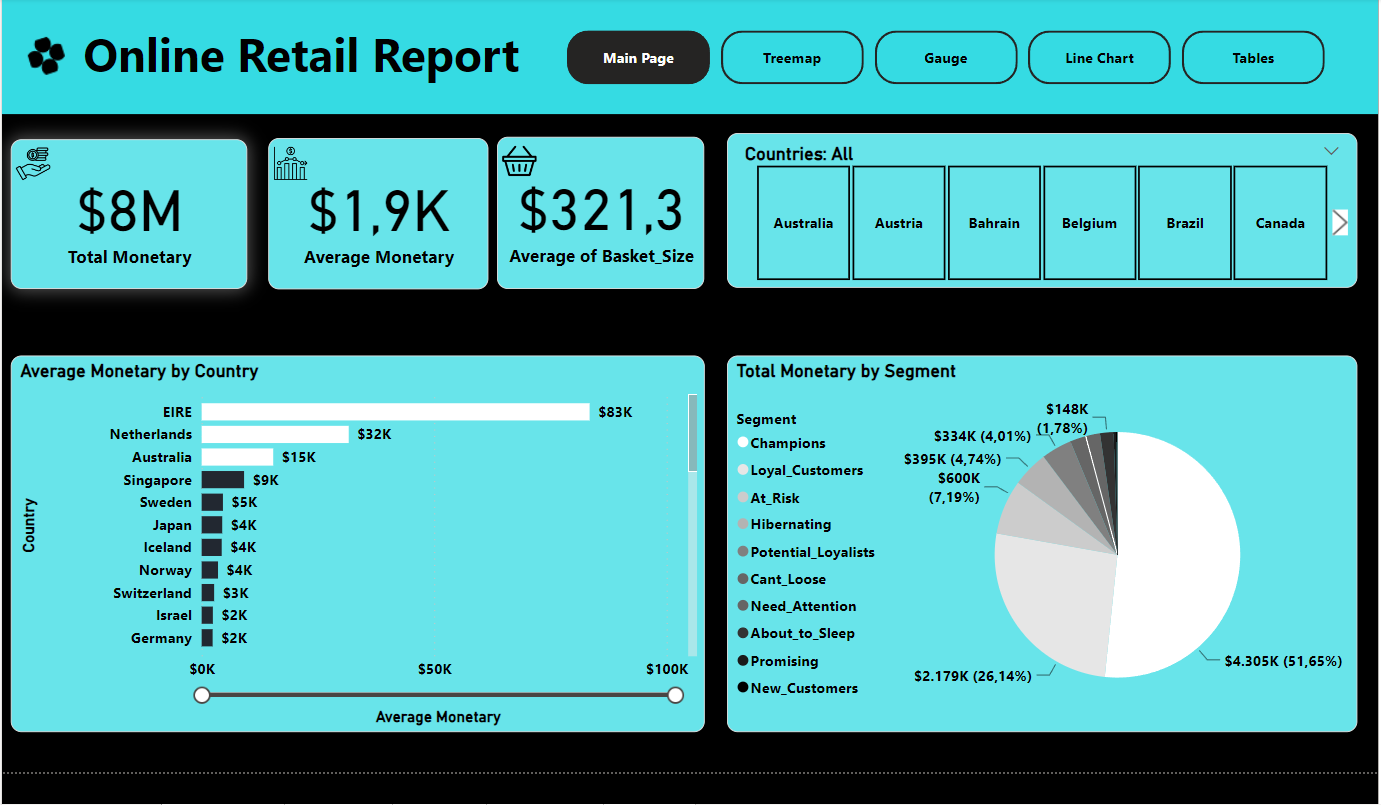 Online Retail Report
Main Page
Treemap
Gauge
Line Chart
Tables
$8M
Total Monetary
$1,9K
Average Monetary
$321,3
Average of Basket_Size
Countries: All
Australia
Austria
Bahrain
Belgium
Brazil
Canada
Average Monetary by Country
Country
EIRE $83K
Netherlands $32K
Australia $15K
Singapore $9K
Sweden $5K
Japan $4K
Iceland $4K
Norway $4K
Switzerland $3K
Israel $2K
Germany $2K
$0K $50K $100K
Average Monetary
Total Monetary by Segment
Segment
Champions
Loyal_Customers
At_Risk
Hibernating
Potential_Loyalists
Cant_Loose
Need_Attention
About_to_Sleep
Promising
New_Customers
$148K
(1,78%)
$334K (4,01%)
$395K (4,74%)
$600K
(7,19%)
$2.179K (26,14%)
$4.305K (51,65%)